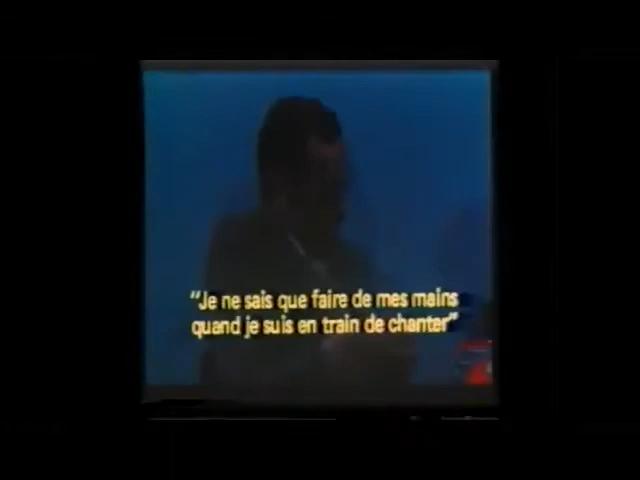 "Je ne sais que faire de mes mains
quand je suis en train de chanter"